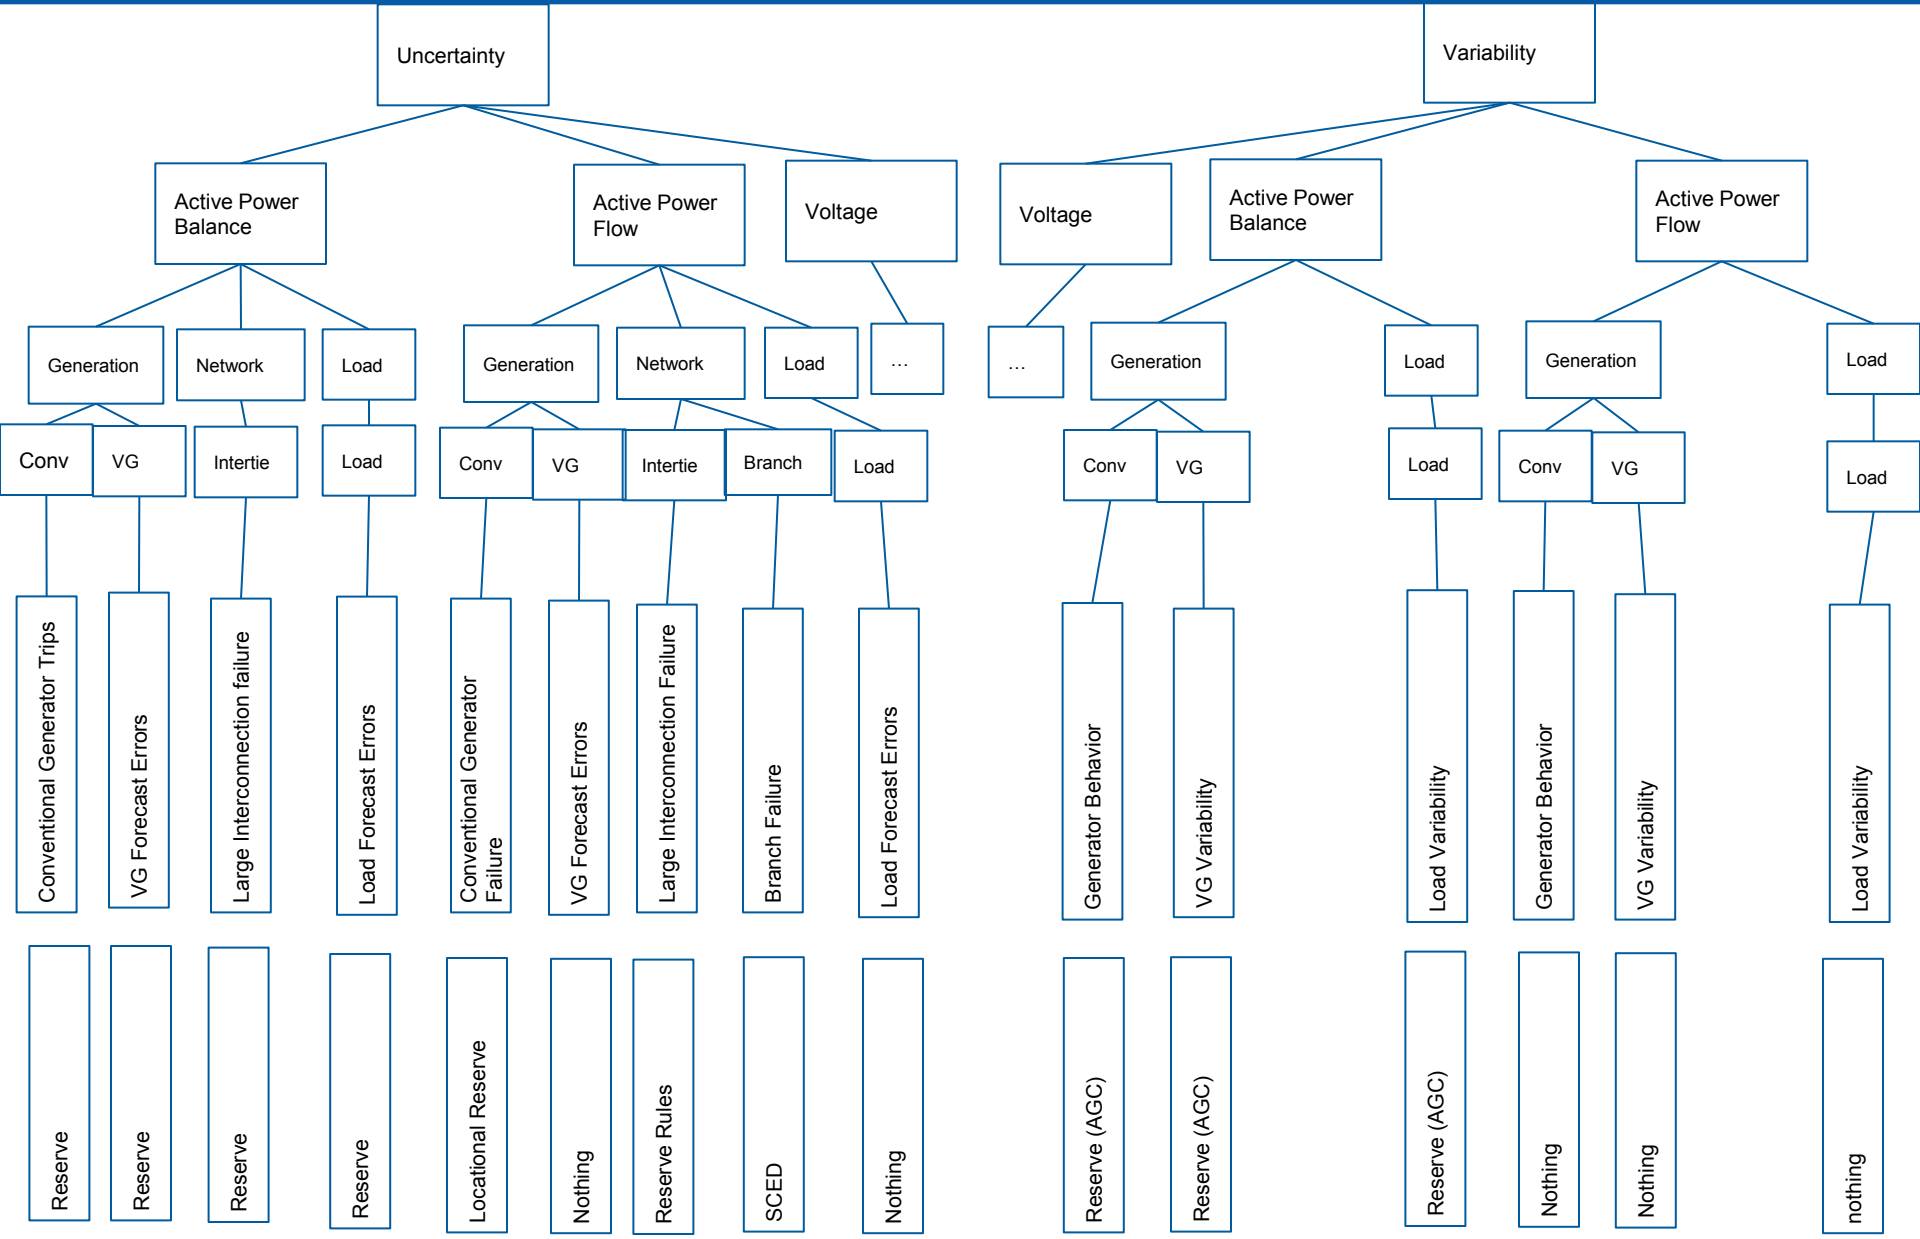 Uncertainty
Variability
Active Power
Balance
Active Power
Flow
Voltage
Voltage
Active Power
Balance
Active Power
Flow
Generation
Network
Load
Generation
Network
Load
...
...
Generation
Load
Generation
Load
Conv
VG
Intertie
Load
Conv
VG
Intertie
Branch
Load
Conv
VG
Load
Conv
VG
Load
Conventional Generator Trips
VG Forecast Errors
Large Interconnection failure
Load Forecast Errors
Conventional Generator
Failure
VG Forecast Errors
Large Interconnection Failure
Branch Failure
Load Forecast Errors
Generator Behavior
VG Variability
Load Variability
Generator Behavior
VG Variability
Load Variability
Reserve
Reserve
Reserve
Reserve
Locational Reserve
Nothing
Reserve Rules
SCED
Nothing
Reserve (AGC)
Reserve (AGC)
Reserve (AGC)
Nothing
Nothing
nothing